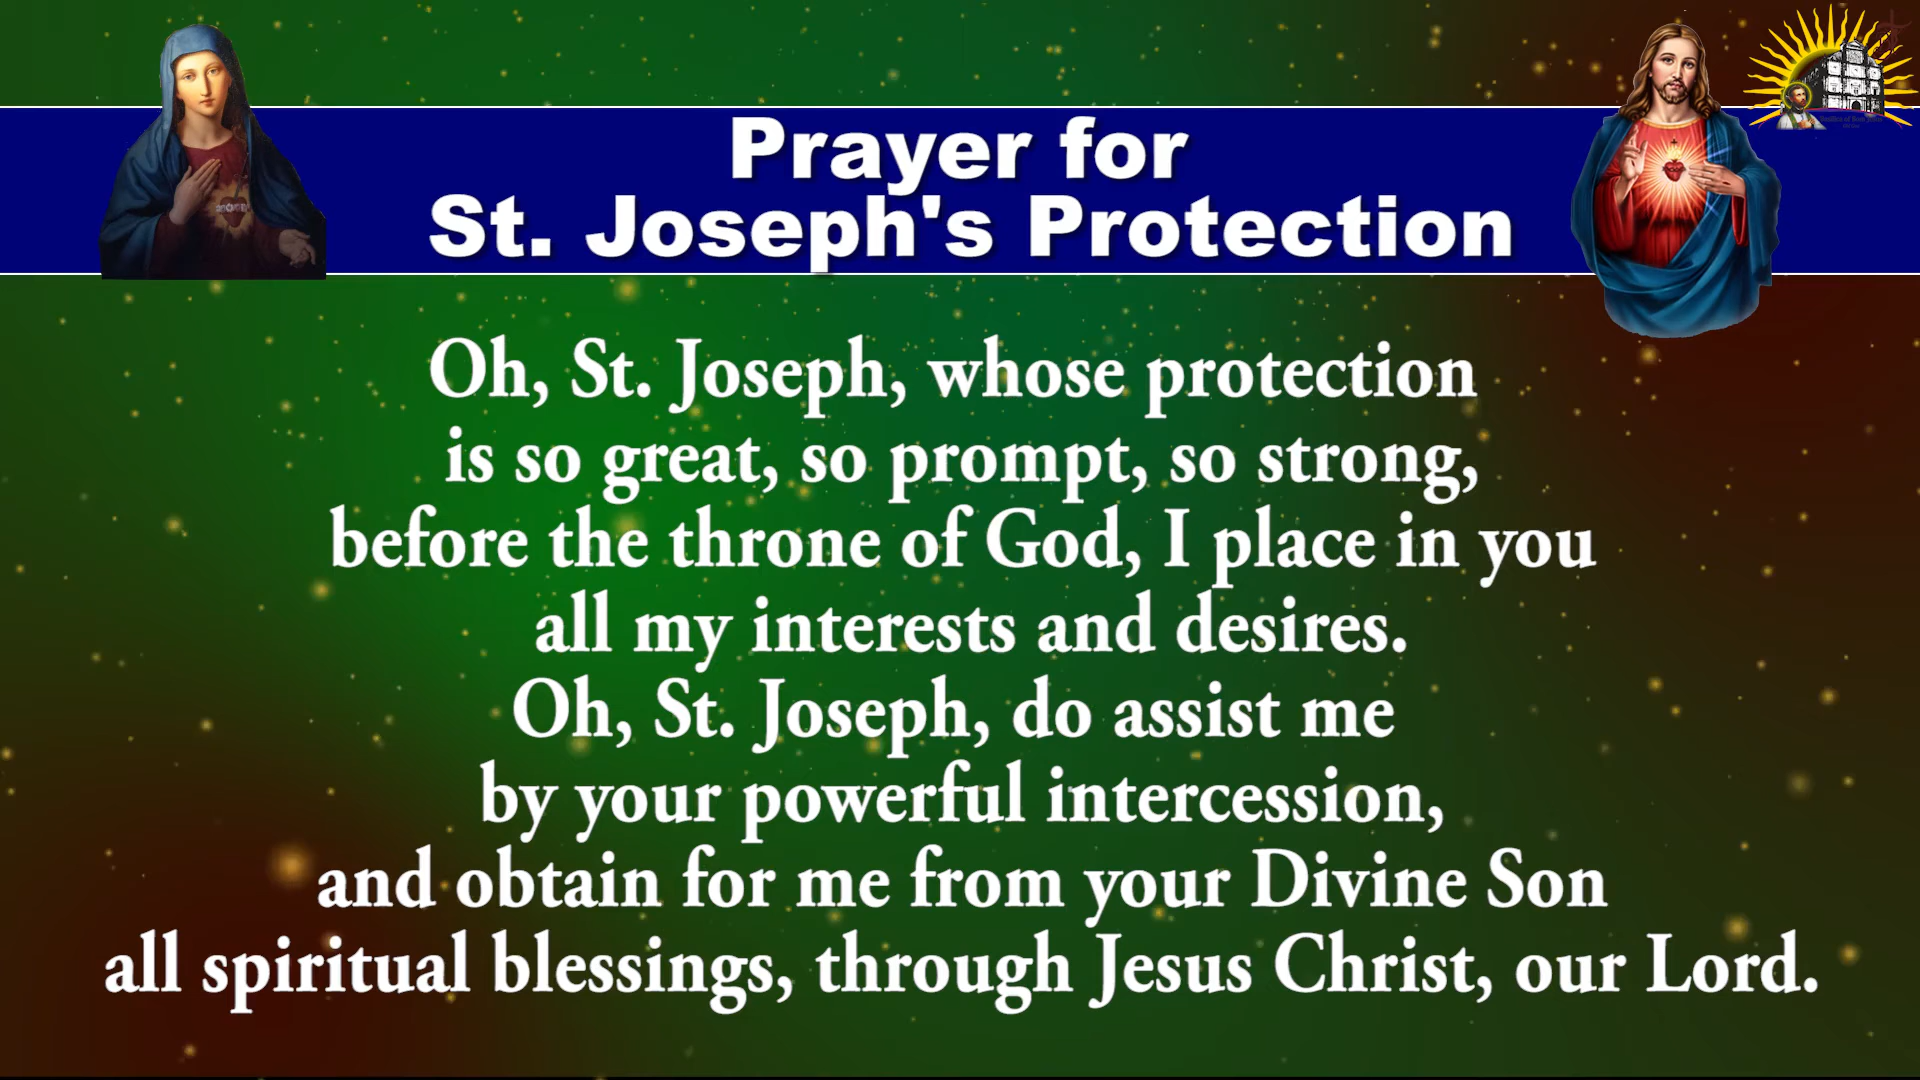 Prayer for
St. Joseph's Protection
Oh, St. Joseph, whose protection
is so great, so prompt, so strong,
before the throne of God, I place in you
all my interests and desires.
Oh, St. Joseph, do assist me
by your powerful intercession,
and obtain for me from your Divine Son
all spiritual blessings, through Jesus Christ, our Lord.